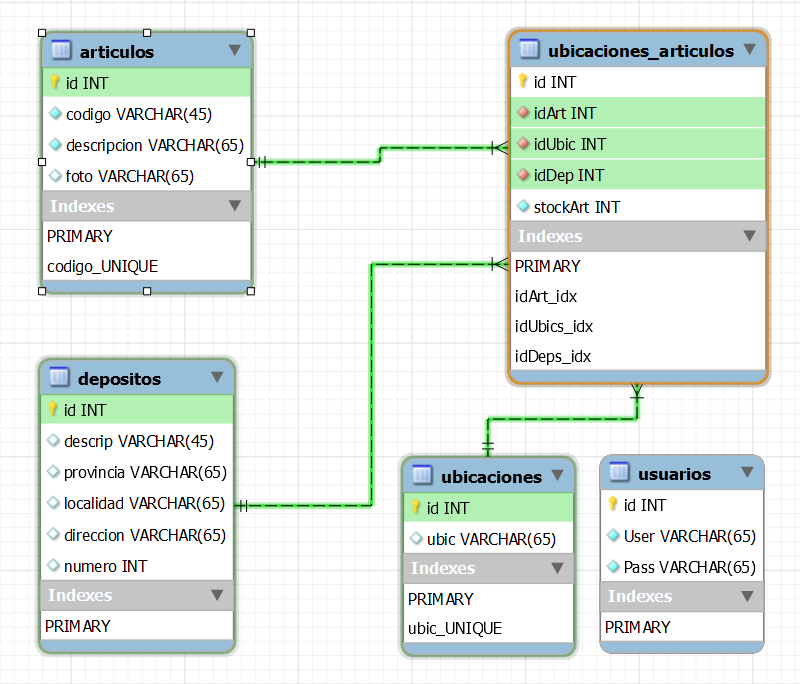 articulos
id INT
codigo VARCHAR(45)
descripcion VARCHAR(65)
foto VARCHAR(65)
Indexes
PRIMARY
codigo_UNIQUE
ubicaciones_articulos
id INT
idArt INT
idUbic INT
idDep INT
stockArt INT
Indexes
PRIMARY
idArt_idx
idUbics_idx
idDeps_idx
depositos
id INT
descrip VARCHAR(45)
provincia VARCHAR(65)
localidad VARCHAR(65)
direccion VARCHAR(65)
numero INT
Indexes
PRIMARY
ubicaciones
id INT
ubic VARCHAR(65)
Indexes
PRIMARY
ubic_UNIQUE
usuarios
id INT
User VARCHAR(65)
Pass VARCHAR(65)
Indexes
PRIMARY